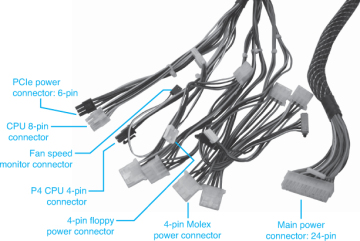 PCIe power
connector: 6-pin
CPU 8-pin
connector
Fan speed
monitor connector
P4 CPU 4-pin
connector
4-pin floppy
power connector
4-pin Molex
power connector
Main power
connector: 24-pin